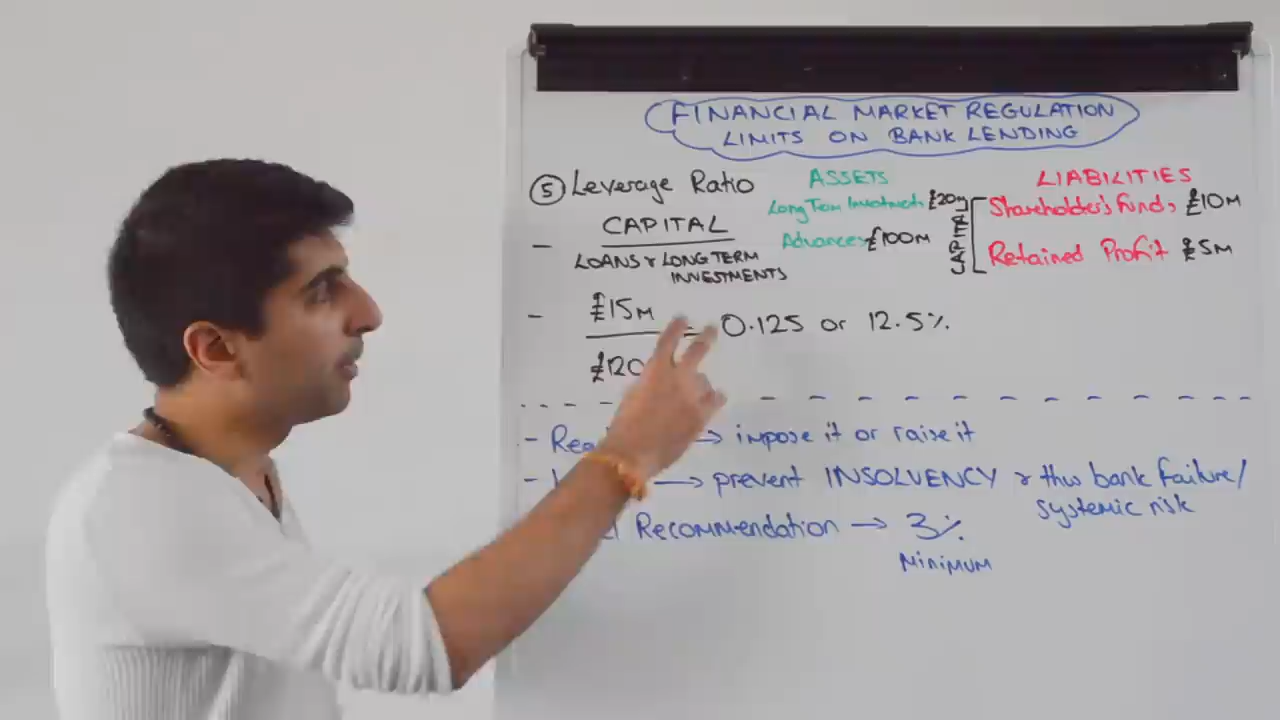 FINANCIAL MARKET REGULATION
LIMITS ON BANK LENDING
⑤ Leverage Ratio
CAPITAL
LOANS & LONG TERM
INVESTMENTS
ASSETS
Long Term Investments £20M
Advances £100M
LIABILITIES
CAPITAL
Shareholder's Funds £10M
Retained Profit £5M
- £15M = 0.125 or 12.5%
£120
- → impose it or raise it
- → prevent INSOLVENCY & thus bank failure/
systemic risk
Recommendation → 3%
Minimum